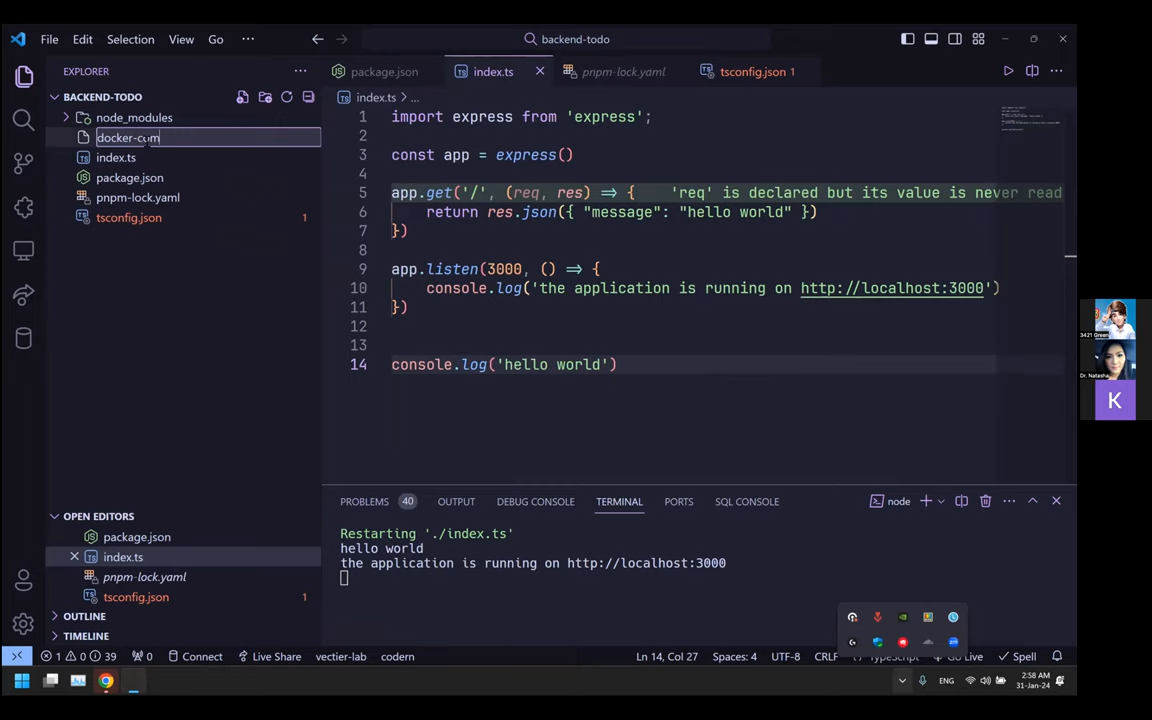 File Edit Selection View Go ··· backend-todo
EXPLORER ···
BACKEND-TODO
node_modules
docker-com
index.ts
package.json
pnpm-lock.yaml
tsconfig.json 1
package.json index.ts pnpm-lock.yaml tsconfig.json 1
index.ts > ...
1 import express from 'express';
2
3 const app = express()
4
5 app.get('/', (req, res) => { 'req' is declared but its value is never read
6 return res.json({ "message": "hello world" })
7 })
8
9 app.listen(3000, () => {
10 console.log('the application is running on http://localhost:3000')
11 })
12
13
14 console.log('hello world')
PROBLEMS 40 OUTPUT DEBUG CONSOLE TERMINAL PORTS SQL CONSOLE node
Restarting './index.ts'
hello world
the application is running on http://localhost:3000
OPEN EDITORS
package.json
index.ts
pnpm-lock.yaml
tsconfig.json 1
OUTLINE
TIMELINE
1 0 39 0 Connect Live Share vectier-lab codern Ln 14, Col 27 Spaces: 4 UTF-8 CRLF TypeScript Go Live Spell
ENG 2:58 AM
31-Jan-24
3421 Green
Dr. Natasha
K